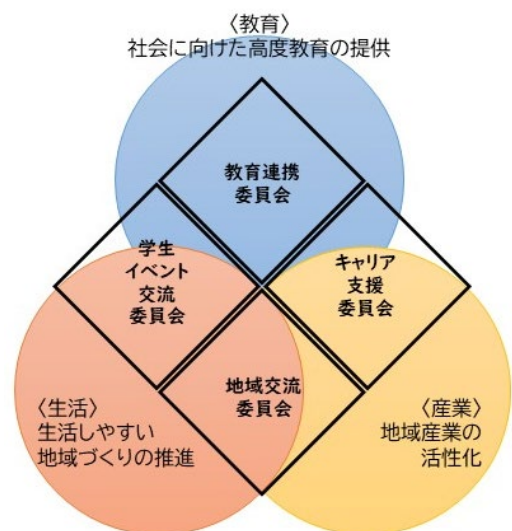 〈教育〉
社会に向けた高度教育の提供
教育連携
委員会
学生
イベント
交流
委員会
キャリア
支援
委員会
地域交流
委員会
〈生活〉
生活しやすい
地域づくりの推進
〈産業〉
地域産業の
活性化